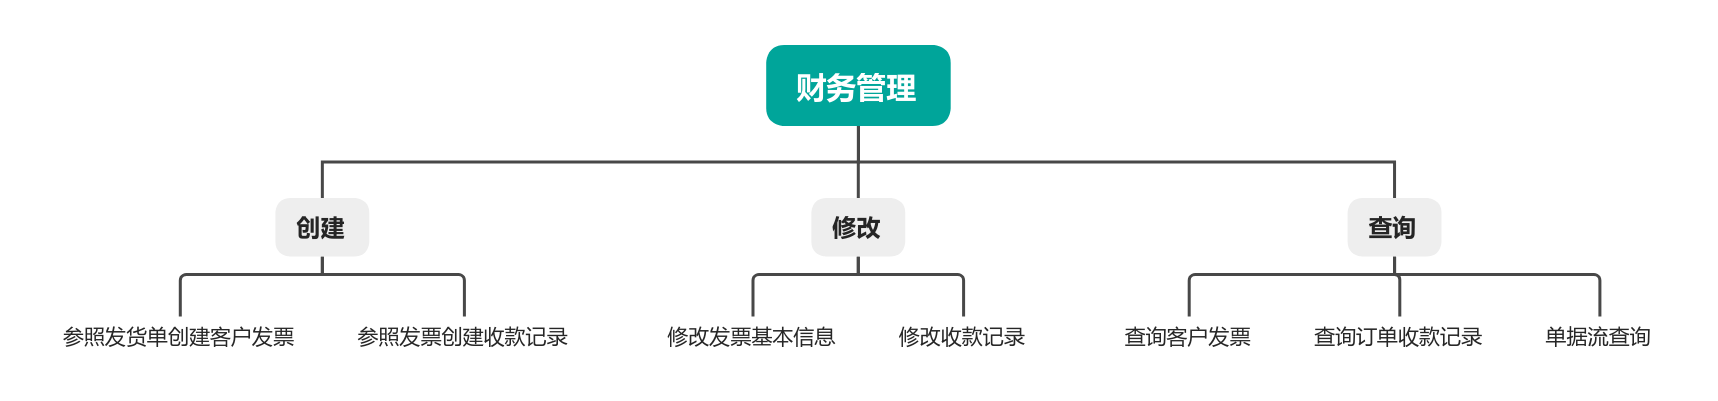 财务管理
创建
修改
查询
参照发货单创建客户发票
参照发票创建收款记录
修改发票基本信息
修改收款记录
查询客户发票
查询订单收款记录
单据流查询